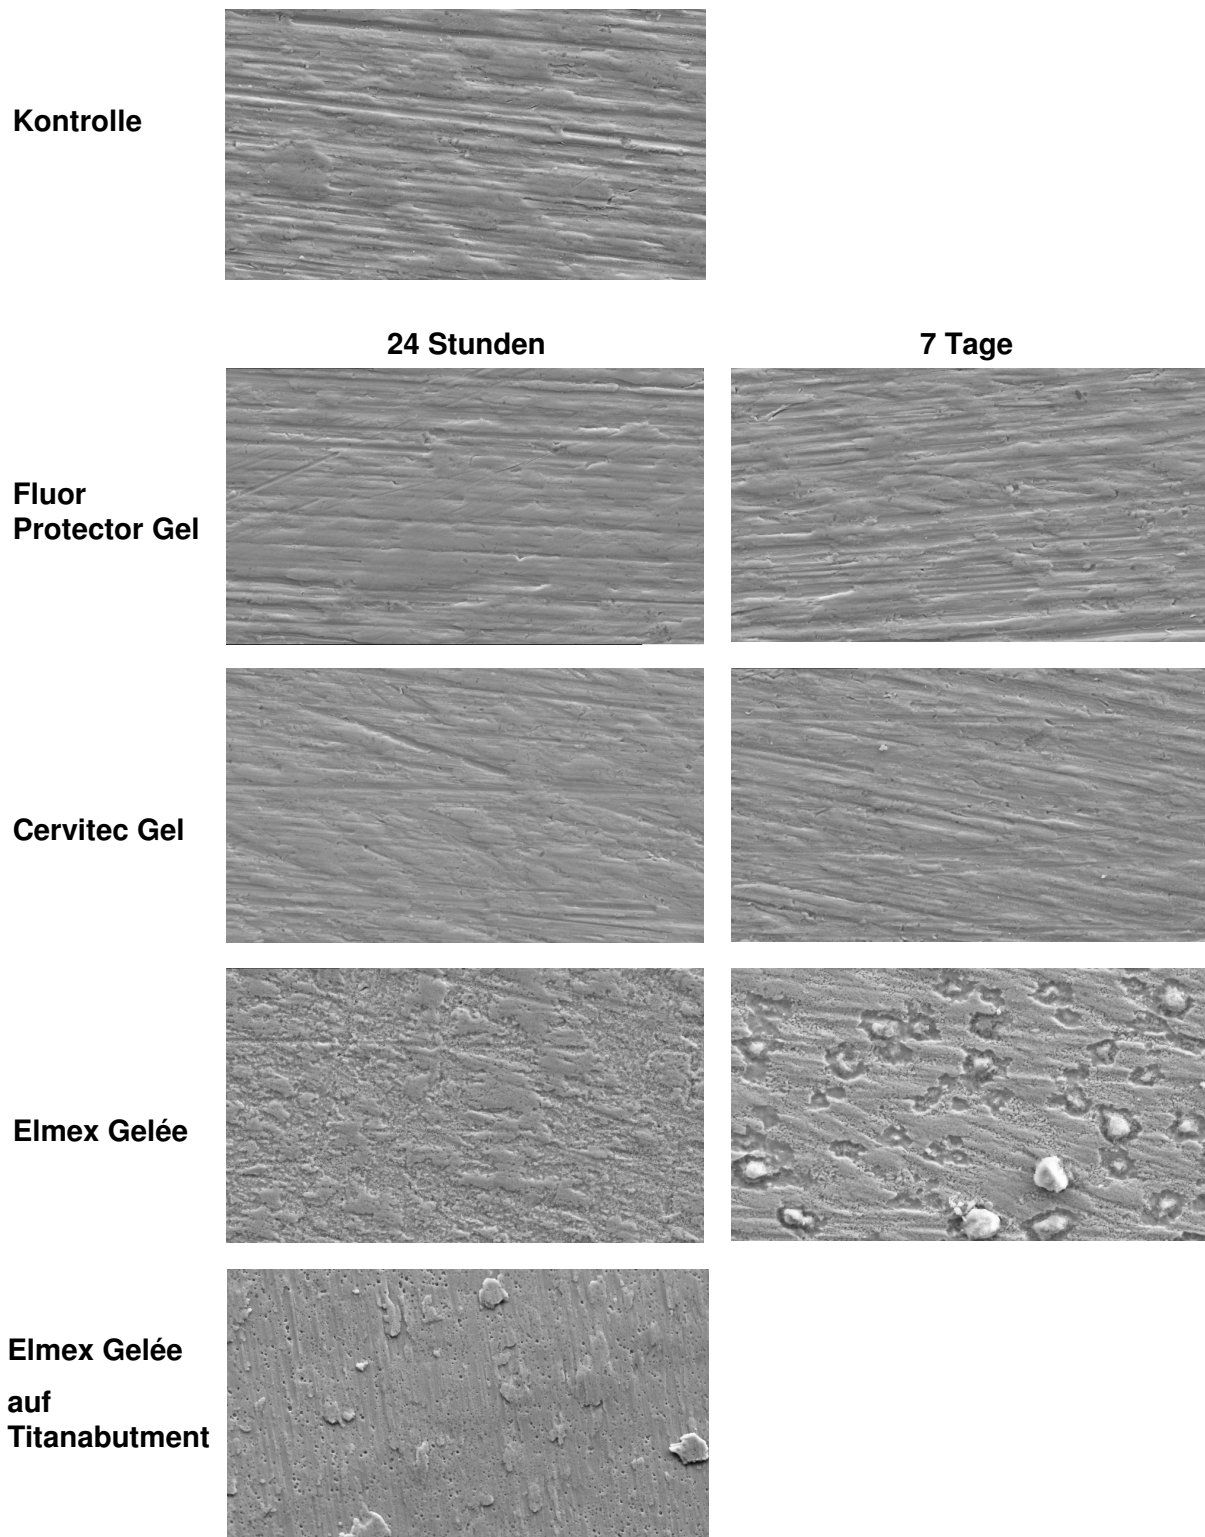 Kontrolle
24 Stunden
7 Tage
Fluor
Protector Gel
Cervitec Gel
Elmex Gelée
Elmex Gelée
auf
Titanabutment